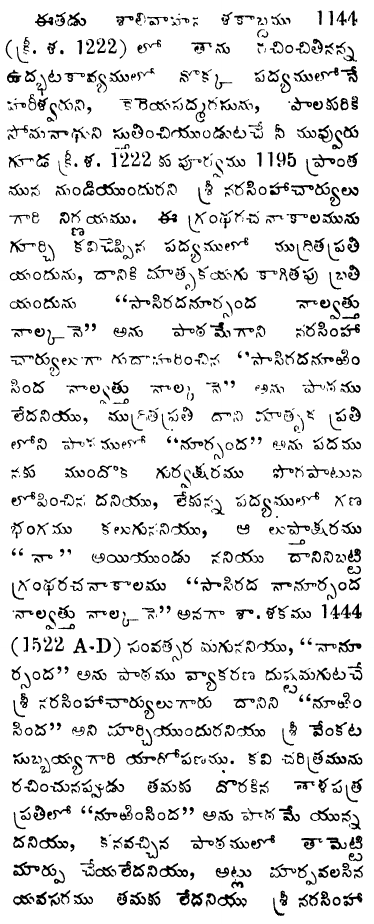 ఈతడు శాలివాహన శకాబ్దము 1144
(క్రీ. శ. 1222) లో తాను రచించితినన్న
ఉద్భటకావ్యములో నొక్క పద్యములోనే
హరీశ్వరుని, కెరెయపద్మరసును, పాలకురికి
సోమనాథుని స్తుతించియుండుటచే నీ మువ్వురు
గూడ క్రీ. శ. 1222 కు పూర్వము 1195 ప్రాంత
మున నుండియుందురని శ్రీ నరసింహాచార్యులు
గారి నిర్ణయము. ఈ గ్రంథరచనాకాలమును
గూర్చి కవిచెప్పిన పద్యములో ముద్రితప్రతి
యందును, దానికి మాతృకయగు కాగితపు బ్రతి
యందును "సాసిరదనూర్సంద నాల్వత్తు
నాల్కనె" అను పాఠమేగాని నరసింహా
చార్యులుగా రుదాహరించిన "సాసిరదనూఱిం
సింద నాల్వత్తు నాల్కనె" అను పాఠము
లేదనియు, ముద్రితప్రతి దాని మాతృక ప్రతి
లోని పాఠములో "నూర్సంద" అను పదము
నకు ముందొక గుర్వక్షరము పొరపాటున
లోపించినదనియు, లేకున్న పద్యములో గణ
భంగము కలుగుననియు, ఆ లుప్తాక్షరము
"నా" అయియుండు ననియు దానినిబట్టి
గ్రంథరచనాకాలము "సాసిరద నానూర్సంద
నాల్వత్తు నాల్కనె" అనగా శా. శకము 1444
(1522 A-D) సంవత్సర మగుననియు, "నానూ
ర్సంద" అను పాఠము వ్యాకరణ దుష్టమగుటచే
శ్రీ నరసింహాచార్యులుగారు దానిని "నూఱిం
సింద" అని మార్చియుందురనియు శ్రీ వేంకట
సుబ్బయ్యగారి యారోపణము. కవి చరిత్రమును
రచించునప్పుడు తమకు దొరకిన తాళపత్ర
ప్రతిలో "నూఱింసింద" అను పాఠమే యున్న
దనియు, కనవచ్చిన పాఠములో తామెట్టి
మార్పు చేయలేదనియు, అట్లు మార్పవలసిన
యవసరము తమకు లేదనియు శ్రీ నరసింహా